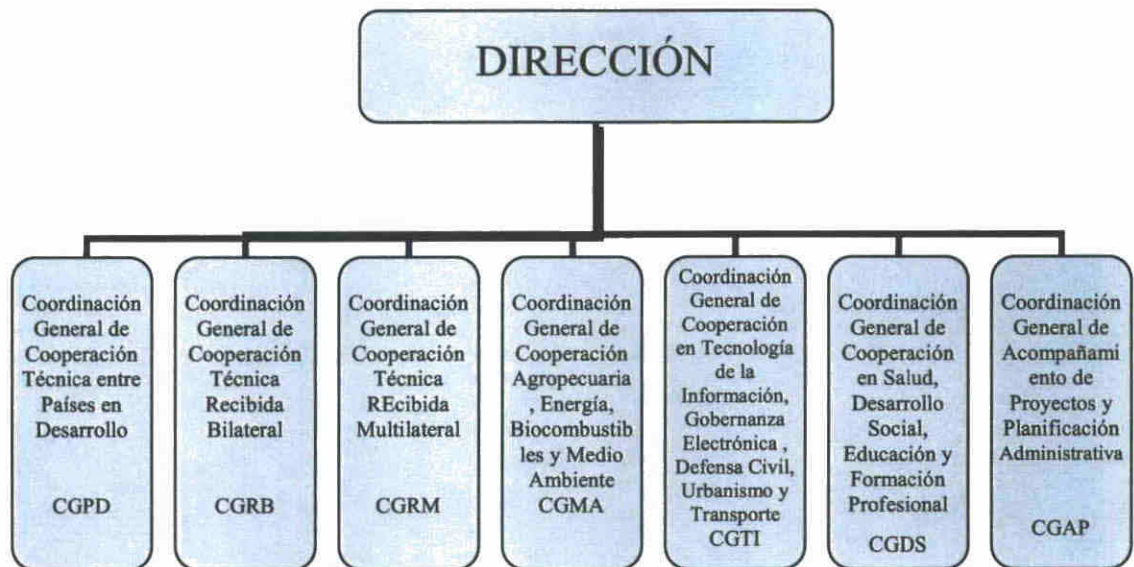 DIRECCIÓN
Coordinación
General de
Cooperación
Técnica entre
Países en
Desarrollo
CGPD
Coordinación
General de
Cooperación
Técnica
Recibida
Bilateral
CGRB
Coordinación
General de
Cooperación
Técnica
REcibida
Multilateral
CGRM
Coordinación
General de
Cooperación
Agropecuaria
, Energía,
Biocombustib
les y Medio
Ambiente
CGMA
Coordinación
General de
Cooperación
en Tecnología
de la
Información,
Gobernanza
Electrónica ,
Defensa Civil,
Urbanismo y
Transporte
CGTI
Coordinación
General de
Cooperación
en Salud,
Desarrollo
Social,
Educación y
Formación
Profesional
CGDS
Coordinación
General de
Acompañami
ento de
Proyectos y
Planificación
Administrativa
CGAP